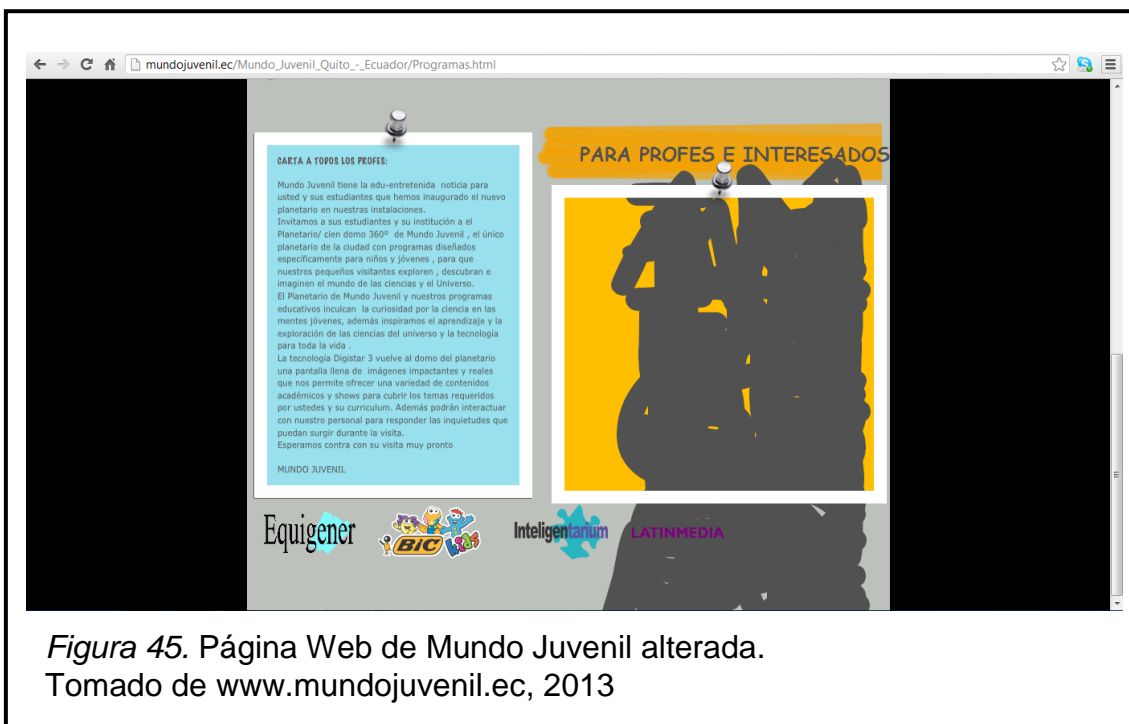 mundojuvenil.ec/Mundo_Juvenil_Quito_-_Ecuador/Programas.html
CARTA A TODOS LOS PROFES:
Mundo Juvenil tiene la edu-entretenida noticia para
usted y sus estudiantes que hemos inaugurado el nuevo
planetario en nuestras instalaciones.
Invitamos a sus estudiantes y su institución a el
Planetario/ cien domo 360º de Mundo Juvenil , el único
planetario de la ciudad con programas diseñados
específicamente para niños y jóvenes , para que
nuestros pequeños visitantes exploren , descubran e
imaginen el mundo de las ciencias y el Universo.
El Planetario de Mundo Juvenil y nuestros programas
educativos inculcan la curiosidad por la ciencia en las
mentes jóvenes, además inspiramos el aprendizaje y la
exploración de las ciencias del universo y la tecnología
para toda la vida .
La tecnología Digistar 3 vuelve al domo del planetario
una pantalla llena de imágenes impactantes y reales
que nos permite ofrecer una variedad de contenidos
académicos y shows para cubrir los temas requeridos
por ustedes y su curriculum. Además podrán interactuar
con nuestro personal para responder las inquietudes que
puedan surgir durante la visita.
Esperamos contra con su visita muy pronto
MUNDO JUVENIL
PARA PROFES E INTERESADOS
Equigener
BIC kids
Inteligentarium
LATINMEDIA
Figura 45. Página Web de Mundo Juvenil alterada.
Tomado de www.mundojuvenil.ec, 2013